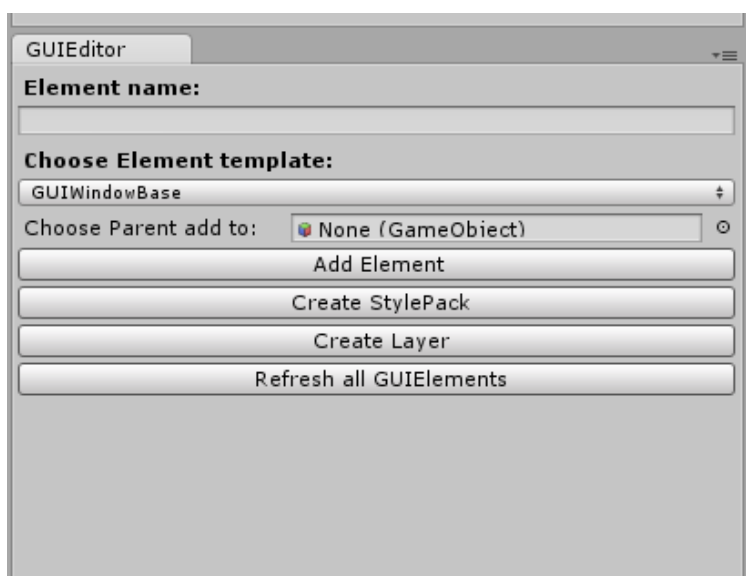 GUIEditor
Element name:
Choose Element template:
GUIWindowBase
Choose Parent add to: None (GameObject)
Add Element
Create StylePack
Create Layer
Refresh all GUIElements